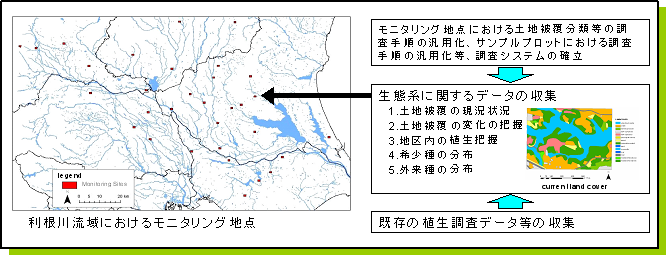 legend
Monitoring Sites
0 5 10 20 km
利根川流域におけるモニタリング地点
モニタリング地点における土地被覆分類等の調
査手順の汎用化、サンプルプロットにおける調査
手順の汎用化等、調査システムの確立
生態系に関するデータの収集
1.土地被覆の現況状況
2.土地被覆の変化の把握
3.地区内の植生把握
4.希少種の分布
5.外来種の分布
current land cover
既存の植生調査データ等の収集